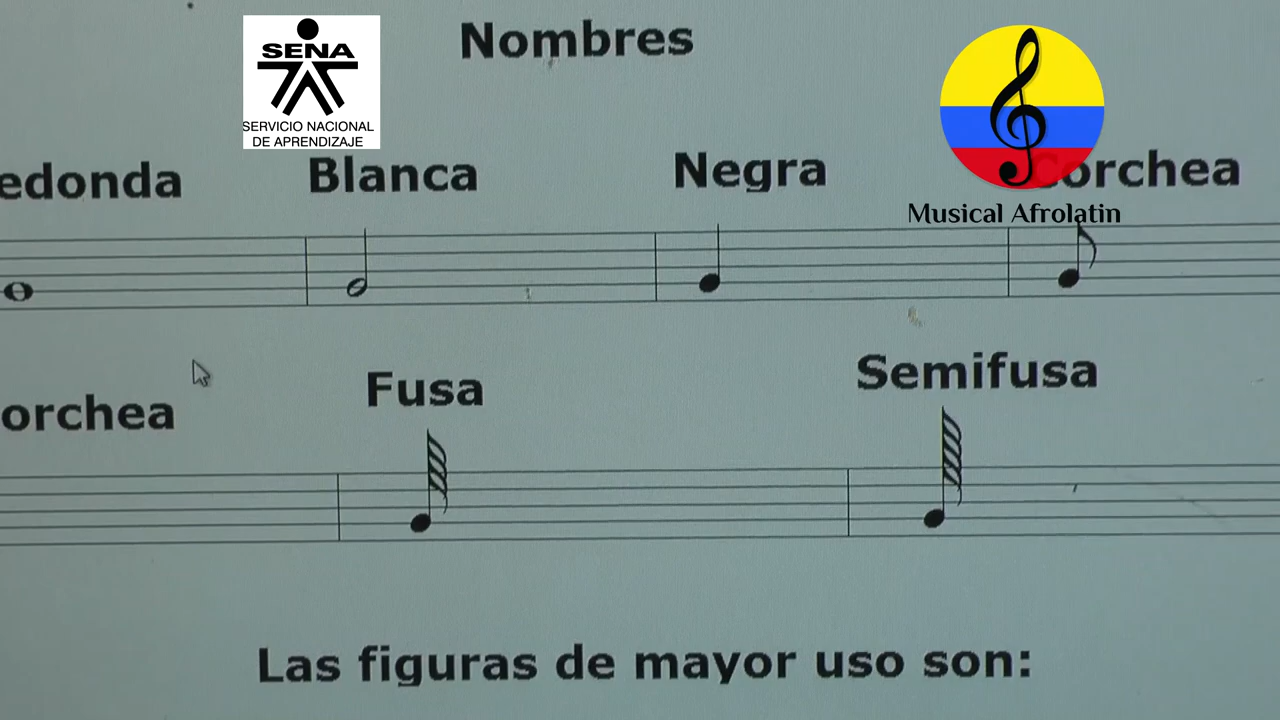 Nombres
SENA
SERVICIO NACIONAL
DE APRENDIZAJE
edonda Blanca Negra Corchea
Musical Afrolatin
orchea Fusa Semifusa
Las figuras de mayor uso son: